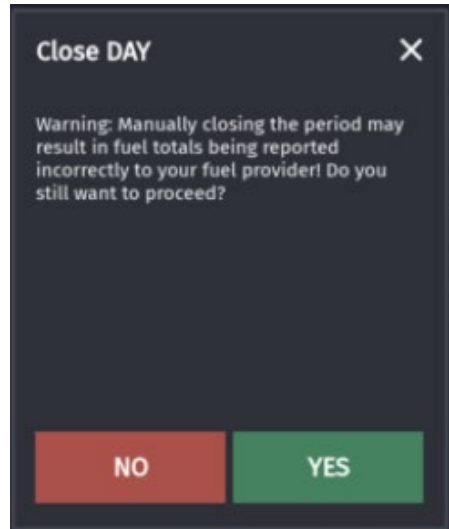 Close DAY
Warning: Manually closing the period may
result in fuel totals being reported
incorrectly to your fuel provider! Do you
still want to proceed?
NO YES